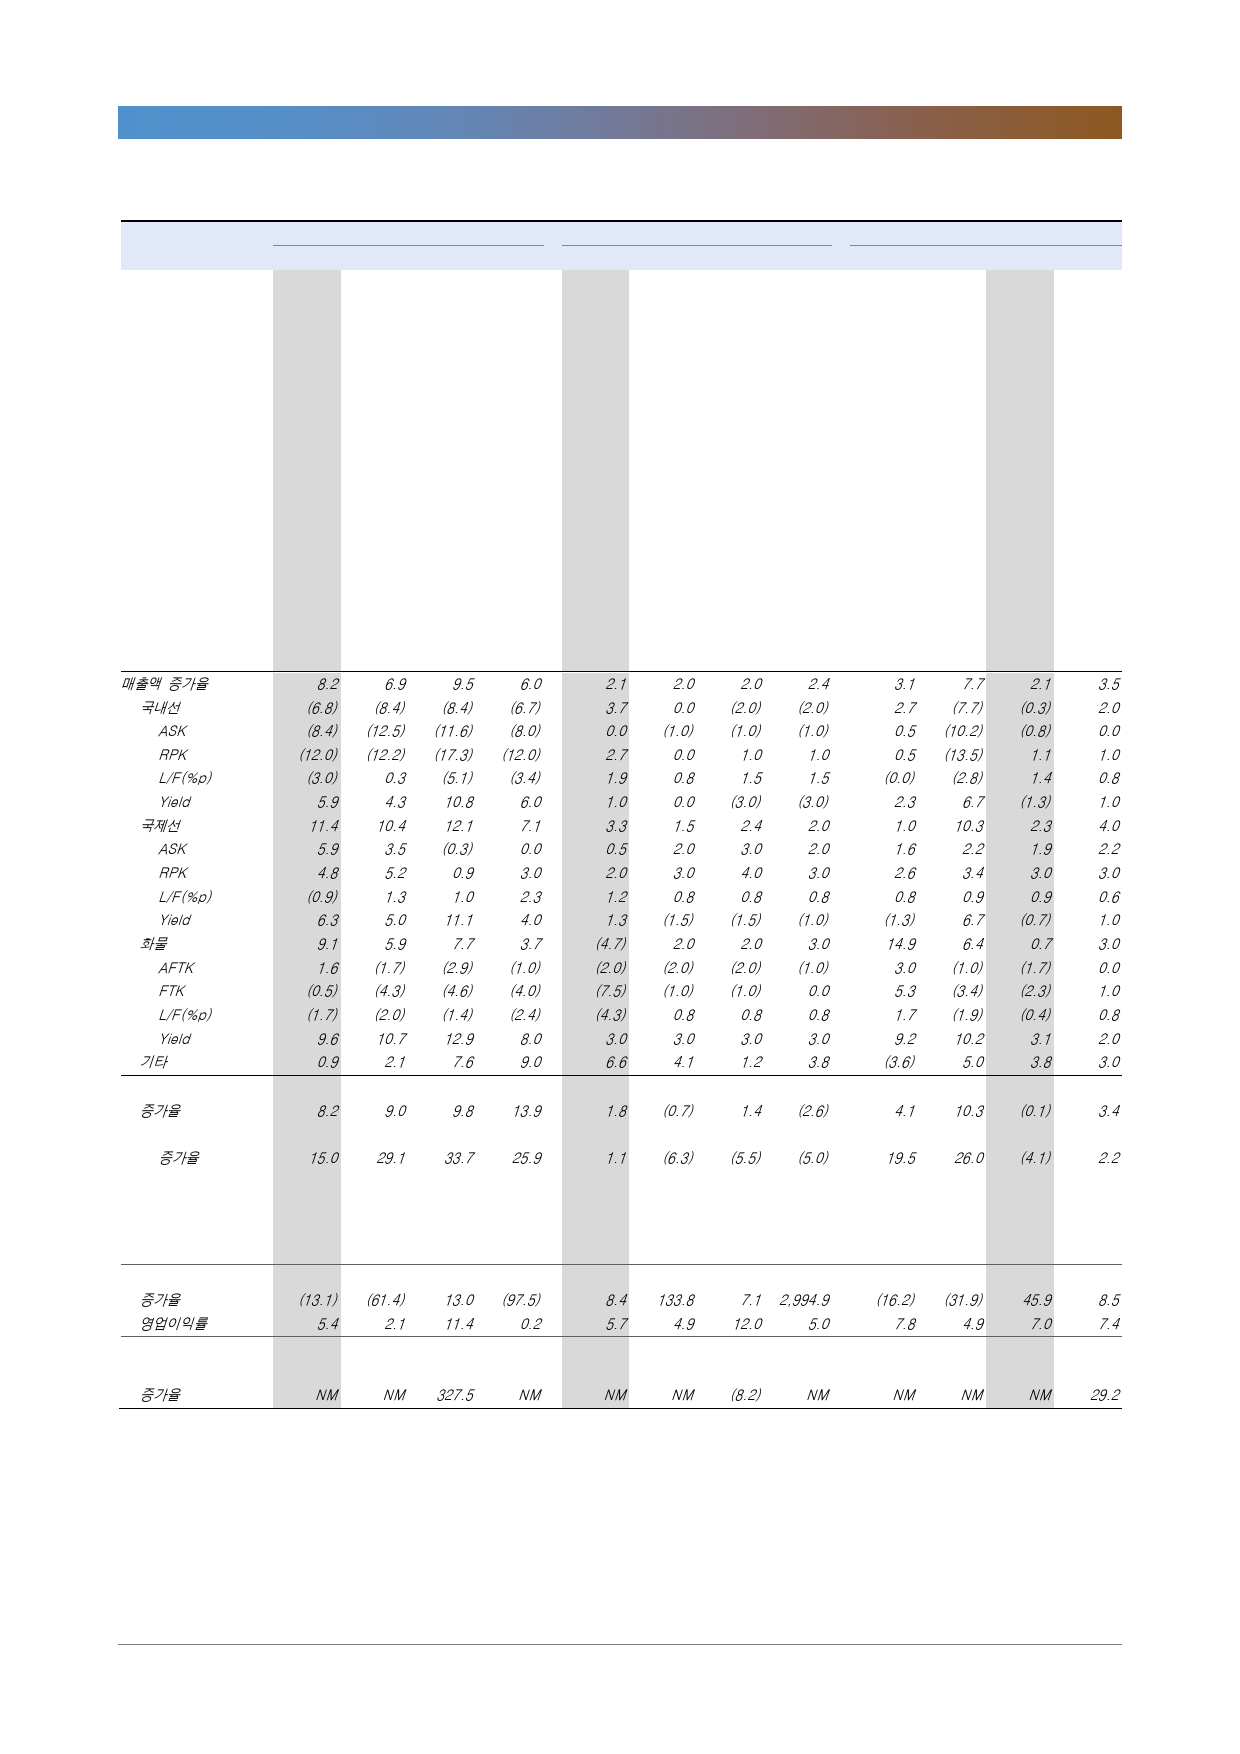 매출액 증가율 8.2 6.9 9.5 6.0 2.1 2.0 2.0 2.4 3.1 7.7 2.1 3.5
국내선 (6.8) (8.4) (8.4) (6.7) 3.7 0.0 (2.0) (2.0) 2.7 (7.7) (0.3) 2.0
ASK (8.4) (12.5) (11.6) (8.0) 0.0 (1.0) (1.0) (1.0) 0.5 (10.2) (0.8) 0.0
RPK (12.0) (12.2) (17.3) (12.0) 2.7 0.0 1.0 1.0 0.5 (13.5) 1.1 1.0
L/F(%p) (3.0) 0.3 (5.1) (3.4) 1.9 0.8 1.5 1.5 (0.0) (2.8) 1.4 0.8
Yield 5.9 4.3 10.8 6.0 1.0 0.0 (3.0) (3.0) 2.3 6.7 (1.3) 1.0
국제선 11.4 10.4 12.1 7.1 3.3 1.5 2.4 2.0 1.0 10.3 2.3 4.0
ASK 5.9 3.5 (0.3) 0.0 0.5 2.0 3.0 2.0 1.6 2.2 1.9 2.2
RPK 4.8 5.2 0.9 3.0 2.0 3.0 4.0 3.0 2.6 3.4 3.0 3.0
L/F(%p) (0.9) 1.3 1.0 2.3 1.2 0.8 0.8 0.8 0.8 0.9 0.9 0.6
Yield 6.3 5.0 11.1 4.0 1.3 (1.5) (1.5) (1.0) (1.3) 6.7 (0.7) 1.0
화물 9.1 5.9 7.7 3.7 (4.7) 2.0 2.0 3.0 14.9 6.4 0.7 3.0
AFTK 1.6 (1.7) (2.9) (1.0) (2.0) (2.0) (2.0) (1.0) 3.0 (1.0) (1.7) 0.0
FTK (0.5) (4.3) (4.6) (4.0) (7.5) (1.0) (1.0) 0.0 5.3 (3.4) (2.3) 1.0
L/F(%p) (1.7) (2.0) (1.4) (2.4) (4.3) 0.8 0.8 0.8 1.7 (1.9) (0.4) 0.8
Yield 9.6 10.7 12.9 8.0 3.0 3.0 3.0 3.0 9.2 10.2 3.1 2.0
기타 0.9 2.1 7.6 9.0 6.6 4.1 1.2 3.8 (3.6) 5.0 3.8 3.0
증가율 8.2 9.0 9.8 13.9 1.8 (0.7) 1.4 (2.6) 4.1 10.3 (0.1) 3.4
증가율 15.0 29.1 33.7 25.9 1.1 (6.3) (5.5) (5.0) 19.5 26.0 (4.1) 2.2
증가율 (13.1) (61.4) 13.0 (97.5) 8.4 133.8 7.1 2,994.9 (16.2) (31.9) 45.9 8.5
영업이익률 5.4 2.1 11.4 0.2 5.7 4.9 12.0 5.0 7.8 4.9 7.0 7.4
증가율 NM NM 327.5 NM NM NM (8.2) NM NM NM NM 29.2